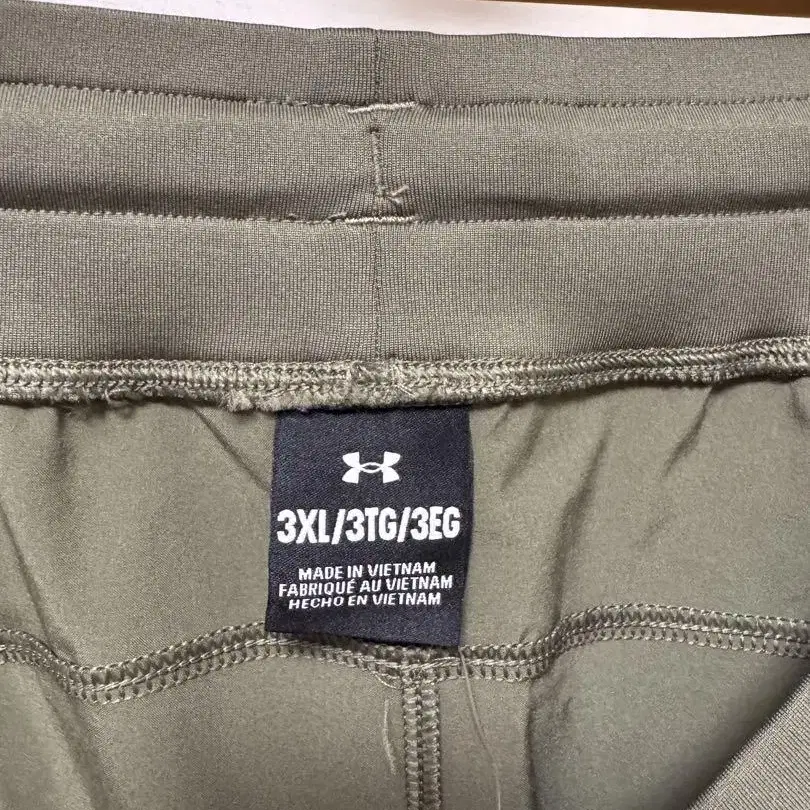 3XL/3TG/3EG
MADE IN VIETNAM
FABRIQUÉ AU VIETNAM
HECHO EN VIETNAM